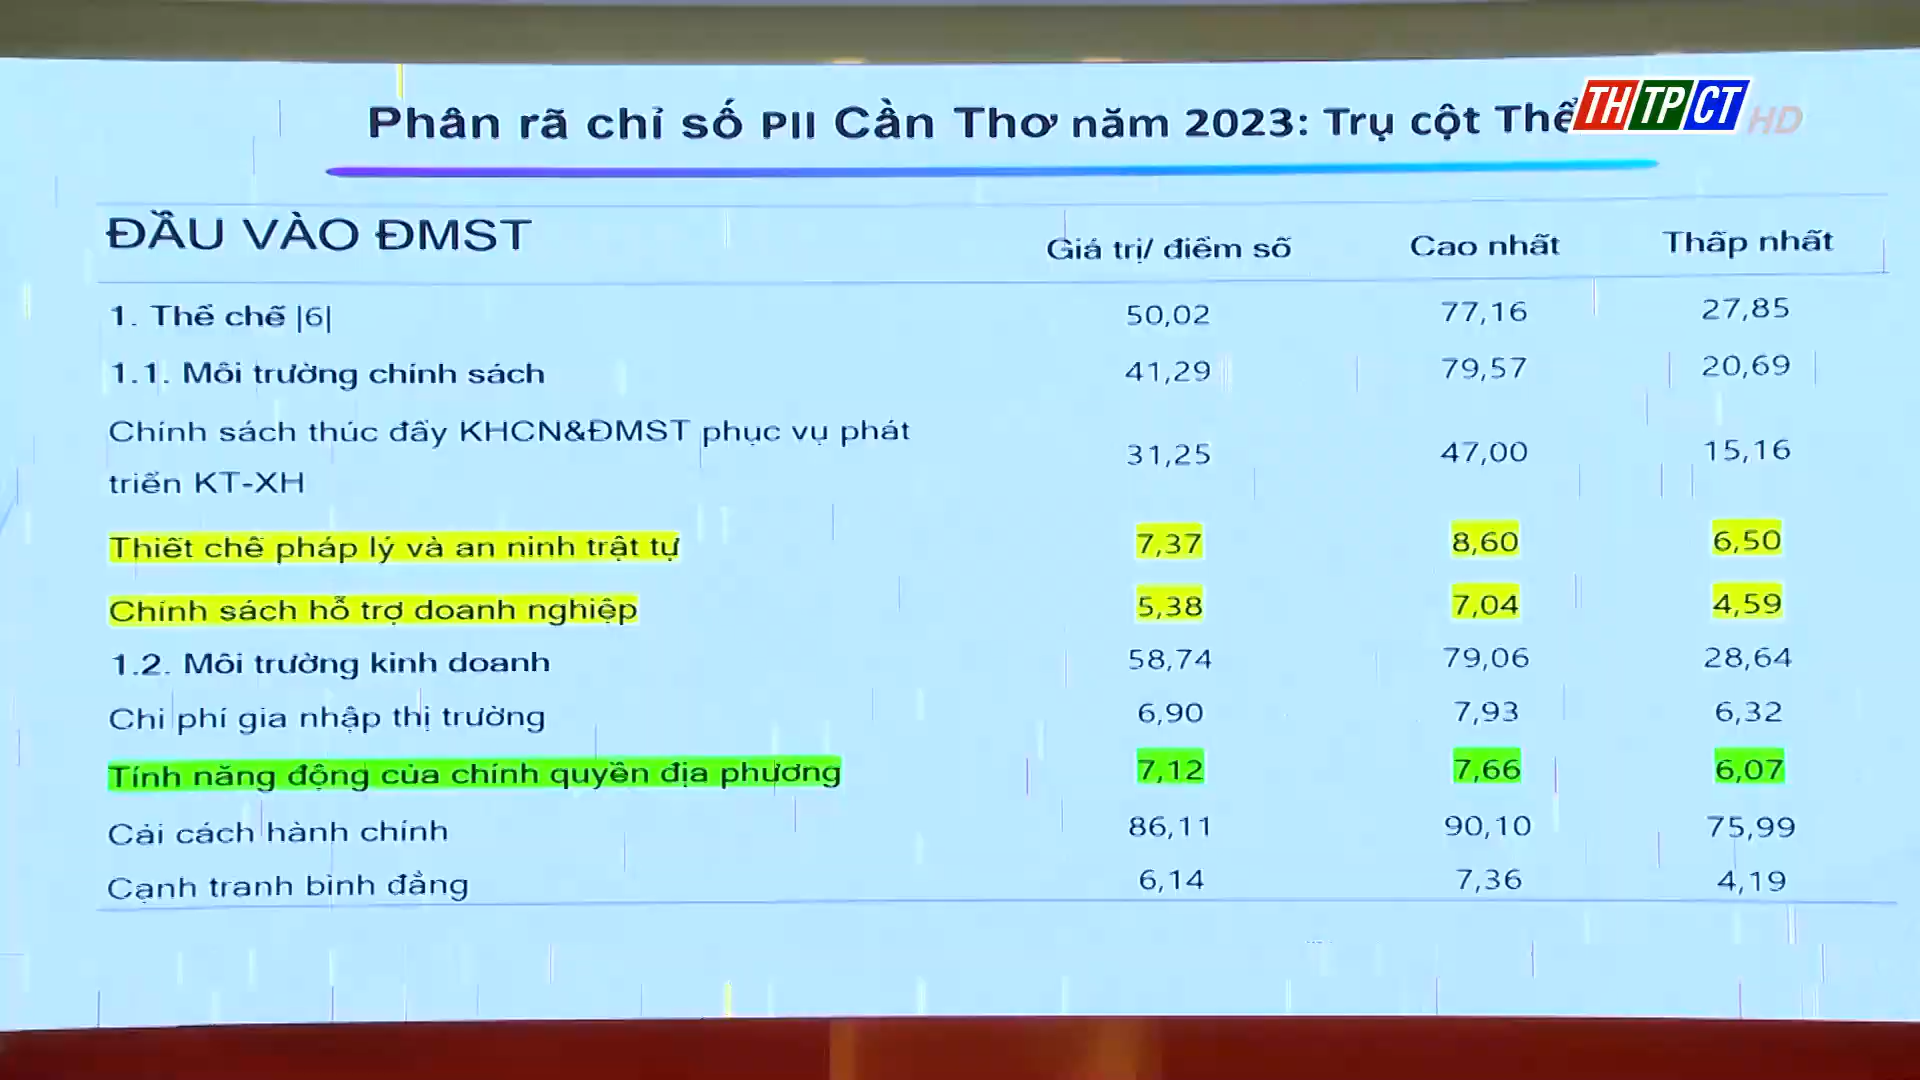 Phân rã chỉ số PII Cần Thơ năm 2023: Trụ cột Thể
THTPCT HD
ĐẦU VÀO ĐMST Giá trị/ điểm số Cao nhất Thấp nhất
1. Thể chế |6| 50,02 77,16 27,85
1.1. Môi trường chính sách 41,29 79,57 20,69
Chính sách thúc đẩy KHCN&ĐMST phục vụ phát
triển KT-XH 31,25 47,00 15,16
Thiết chế pháp lý và an ninh trật tự 7,37 8,60 6,50
Chính sách hỗ trợ doanh nghiệp 5,38 7,04 4,59
1.2. Môi trường kinh doanh 58,74 79,06 28,64
Chi phí gia nhập thị trường 6,90 7,93 6,32
Tính năng động của chính quyền địa phương 7,12 7,66 6,07
Cải cách hành chính 86,11 90,10 75,99
Cạnh tranh bình đẳng 6,14 7,36 4,19